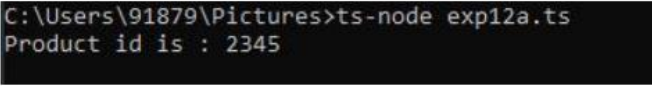 C:\Users\91879\Pictures>ts-node exp12a.ts
Product id is : 2345